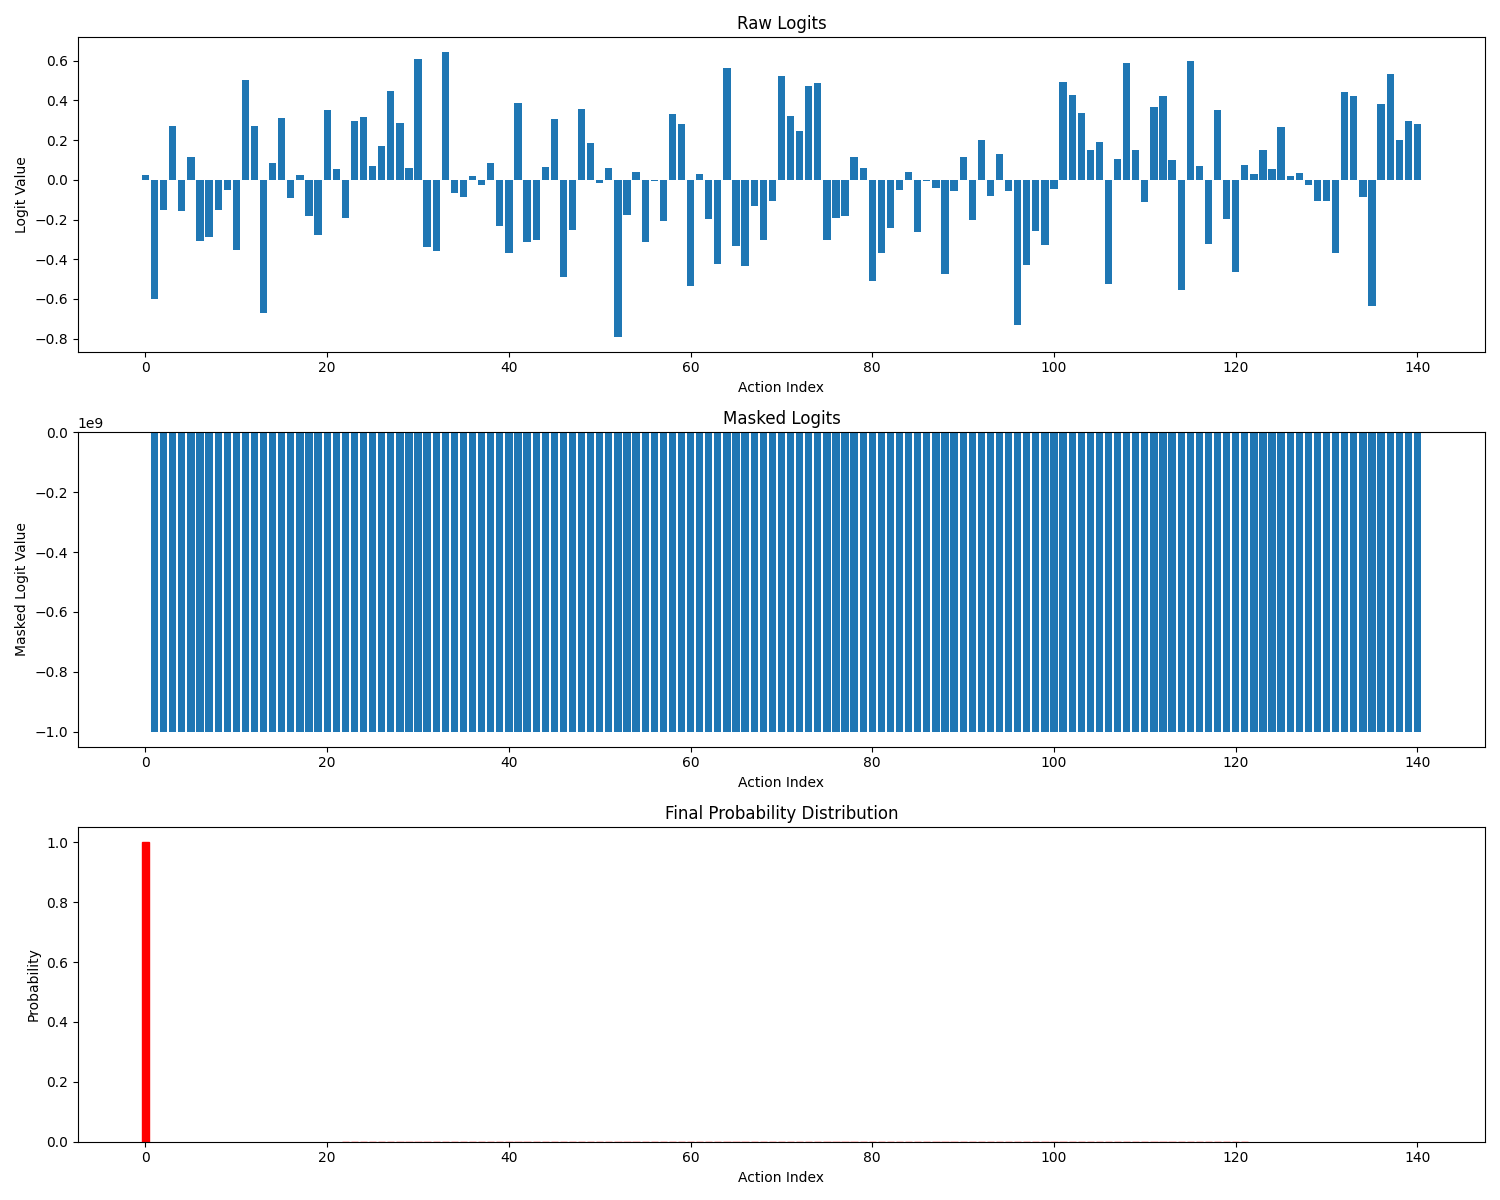 Raw Logits
0.6
0.4
0.2
0.0
−0.2
−0.4
−0.6
−0.8
Logit Value
0 20 40 60 80 100 120 140
Action Index
Masked Logits
1e9
0.0
−0.2
−0.4
−0.6
−0.8
−1.0
Masked Logit Value
0 20 40 60 80 100 120 140
Action Index
Final Probability Distribution
1.0
0.8
0.6
0.4
0.2
0.0
Probability
0 20 40 60 80 100 120 140
Action Index